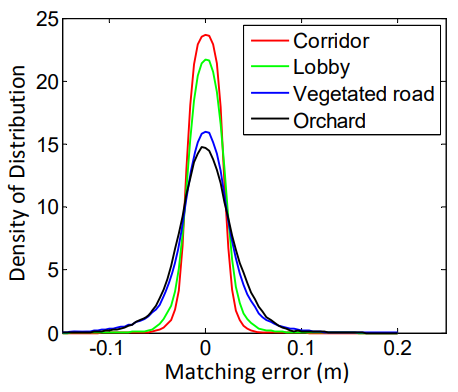 25
20
15
10
5
0
-0.1
0
0.1
0.2
Density of Distribution
Matching error (m)
Corridor
Lobby
Vegetated road
Orchard